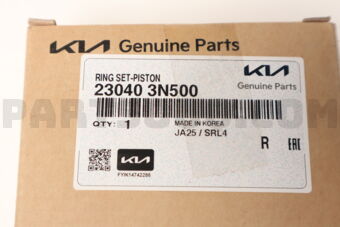 KIA Genuine Parts
RING SET-PISTON
23040 3N500
KIA
Genuine Parts
QTY: 1
MADE IN KOREA
JA25 / SRL4
KIA
R EAC
FYIK14742286